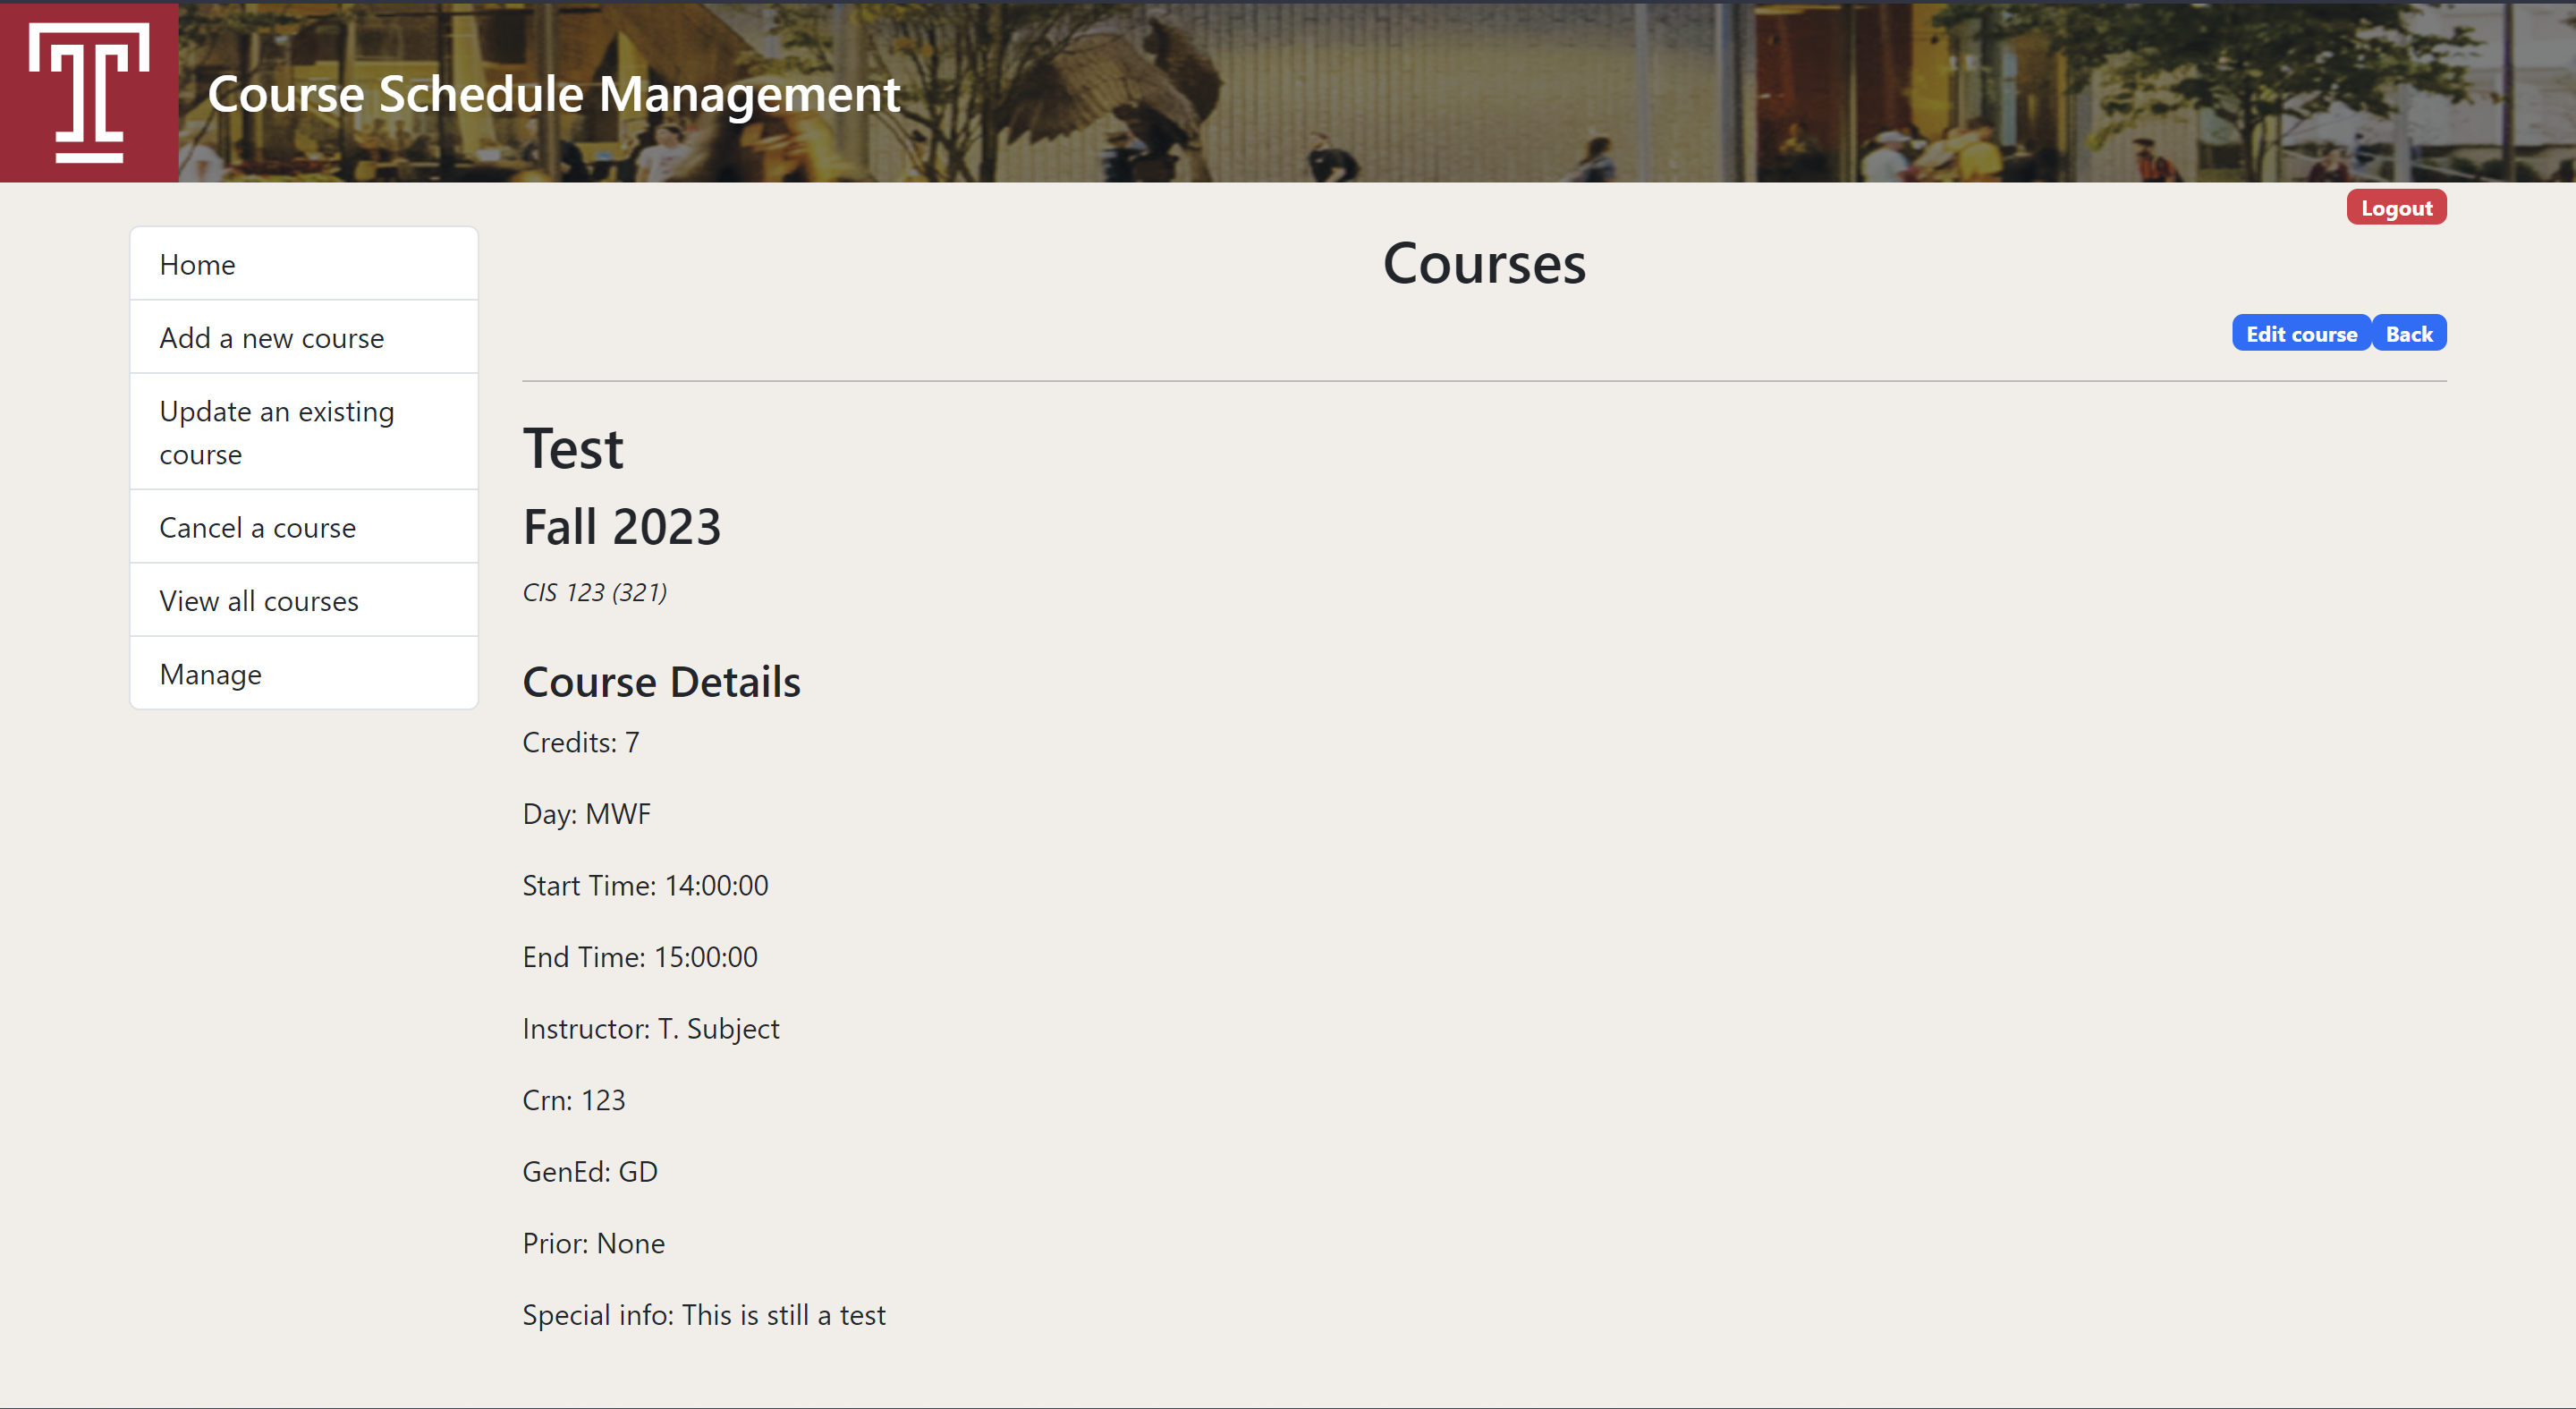 Course Schedule Management
Logout
Home
Add a new course
Update an existing
course
Cancel a course
View all courses
Manage
Courses
Edit course
Back
Test
Fall 2023
CIS 123 (321)
Course Details
Credits: 7
Day: MWF
Start Time: 14:00:00
End Time: 15:00:00
Instructor: T. Subject
Crn: 123
GenEd: GD
Prior: None
Special info: This is still a test